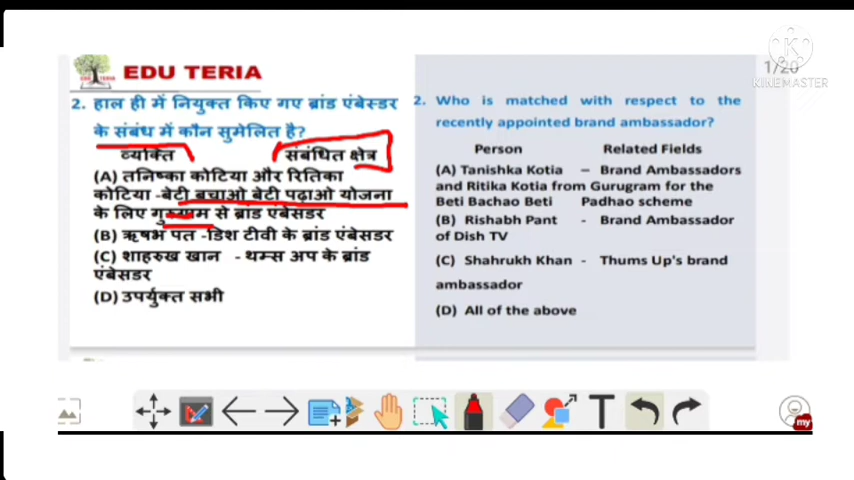 EDU TERIA
1/20
KINEMASTER
2. हाल ही में नियुक्त किए गए ब्रांड एंबेस्डर
के संबंध में कौन सुमेलित है?
व्यक्ति संबंधित क्षेत्र
(A) तनिष्का कोटिया और रितिका
कोटिया -बेटी बचाओ बेटी पढ़ाओ योजना
के लिए गुरुग्राम से ब्रांड एंबेसडर
(B) ऋषभ पंत -डिश टीवी के ब्रांड एंबेसडर
(C) शाहरुख खान - थम्स अप के ब्रांड
एंबेसडर
(D) उपर्युक्त सभी
2. Who is matched with respect to the
recently appointed brand ambassador?
Person Related Fields
(A) Tanishka Kotia – Brand Ambassadors
and Ritika Kotia from Gurugram for the
Beti Bachao Beti Padhao scheme
(B) Rishabh Pant - Brand Ambassador
of Dish TV
(C) Shahrukh Khan - Thums Up's brand
ambassador
(D) All of the above
T
my